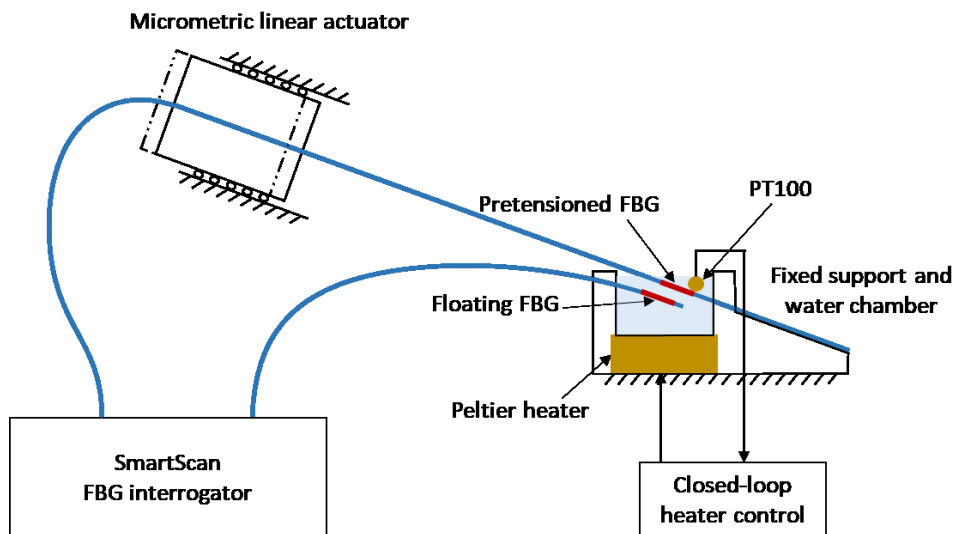 Micrometric linear actuator
PT100
Pretensioned FBG
Fixed support and
water chamber
Floating FBG
Peltier heater
SmartScan
FBG interrogator
Closed-loop
heater control